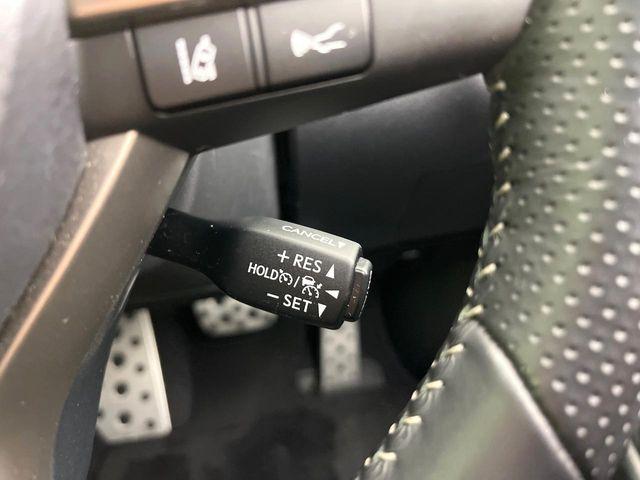 CANCEL▼
+ RES ▲
HOLD / ◀
− SET ▼